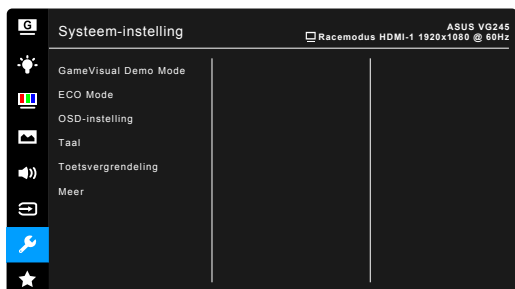 G
Systeem-instelling
ASUS VG245
Racemodus HDMI-1 1920x1080 @ 60Hz
GameVisual Demo Mode
ECO Mode
OSD-instelling
Taal
Toetsvergrendeling
Meer